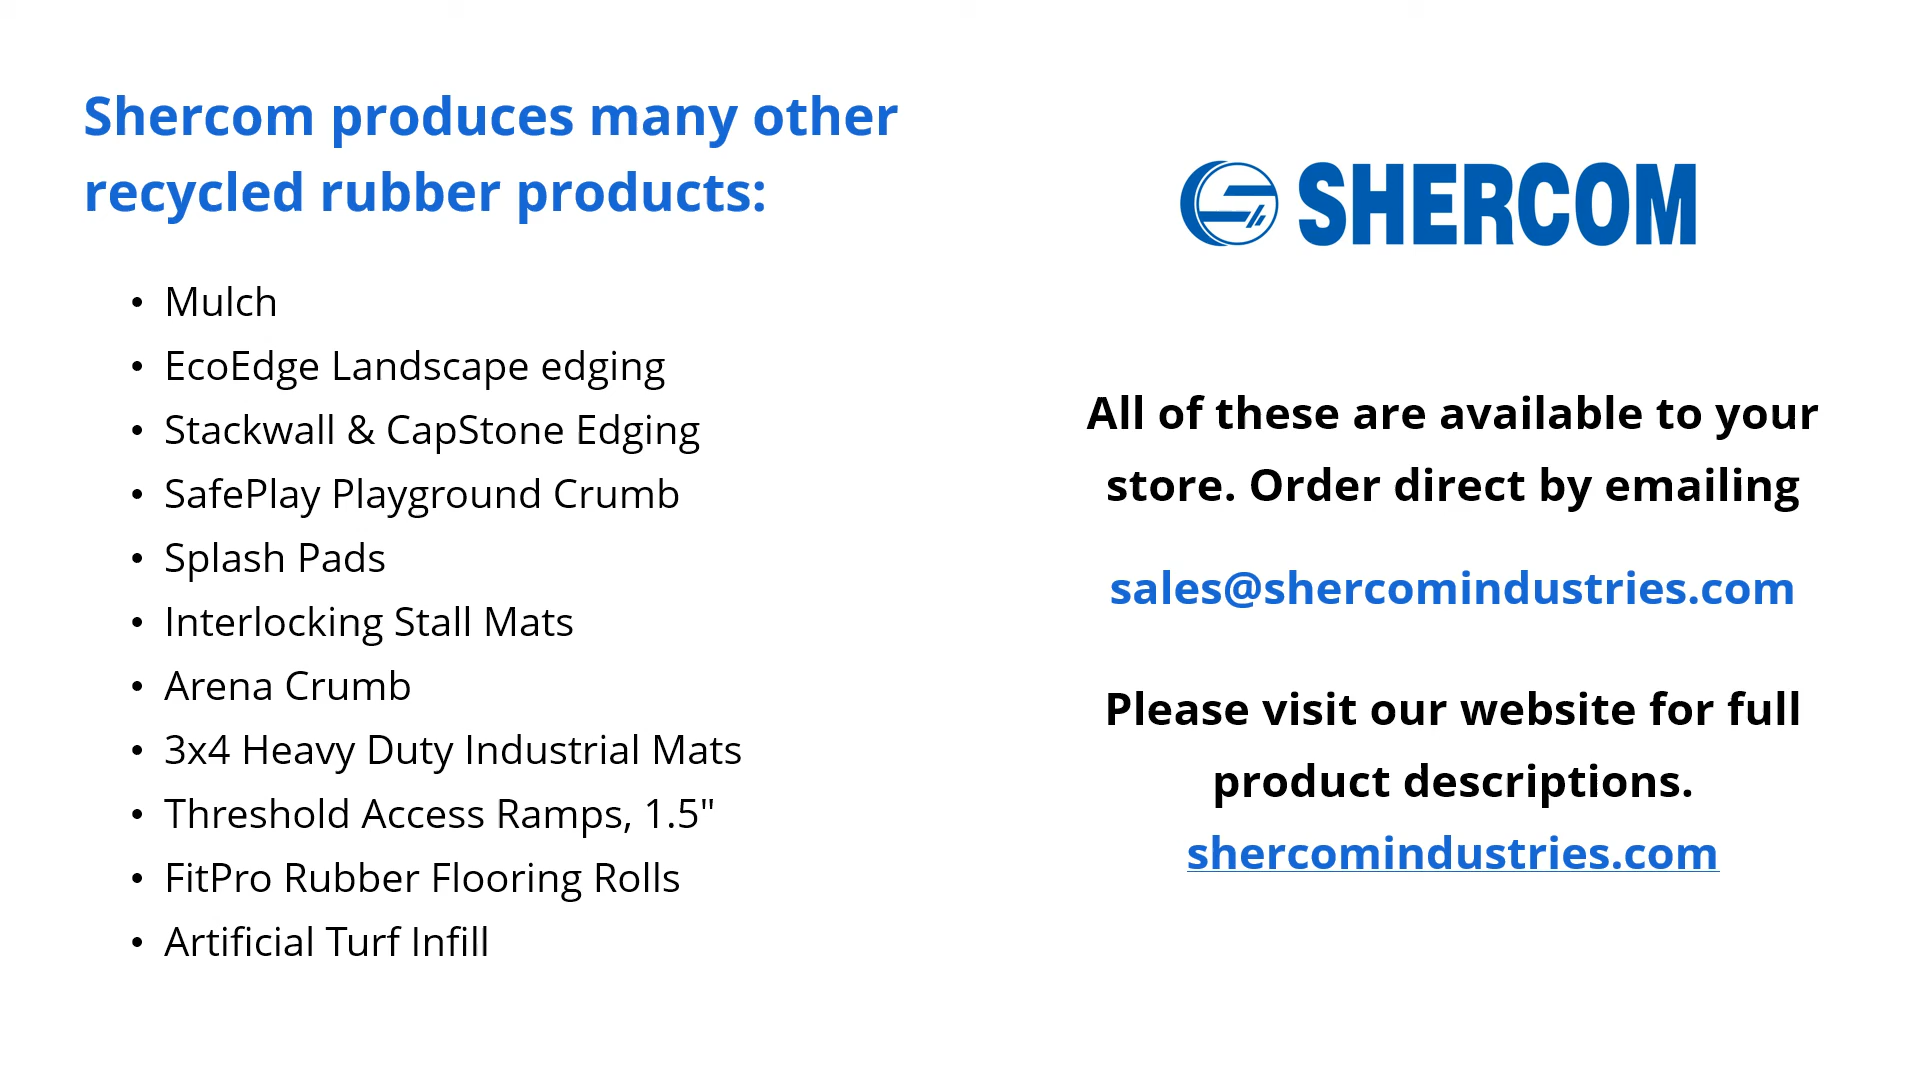 Shercom produces many other
recycled rubber products:
• Mulch
• EcoEdge Landscape edging
• Stackwall & CapStone Edging
• SafePlay Playground Crumb
• Splash Pads
• Interlocking Stall Mats
• Arena Crumb
• 3x4 Heavy Duty Industrial Mats
• Threshold Access Ramps, 1.5"
• FitPro Rubber Flooring Rolls
• Artificial Turf Infill
SHERCOM
All of these are available to your
store. Order direct by emailing
sales@shercomindustries.com
Please visit our website for full
product descriptions.
shercomindustries.com